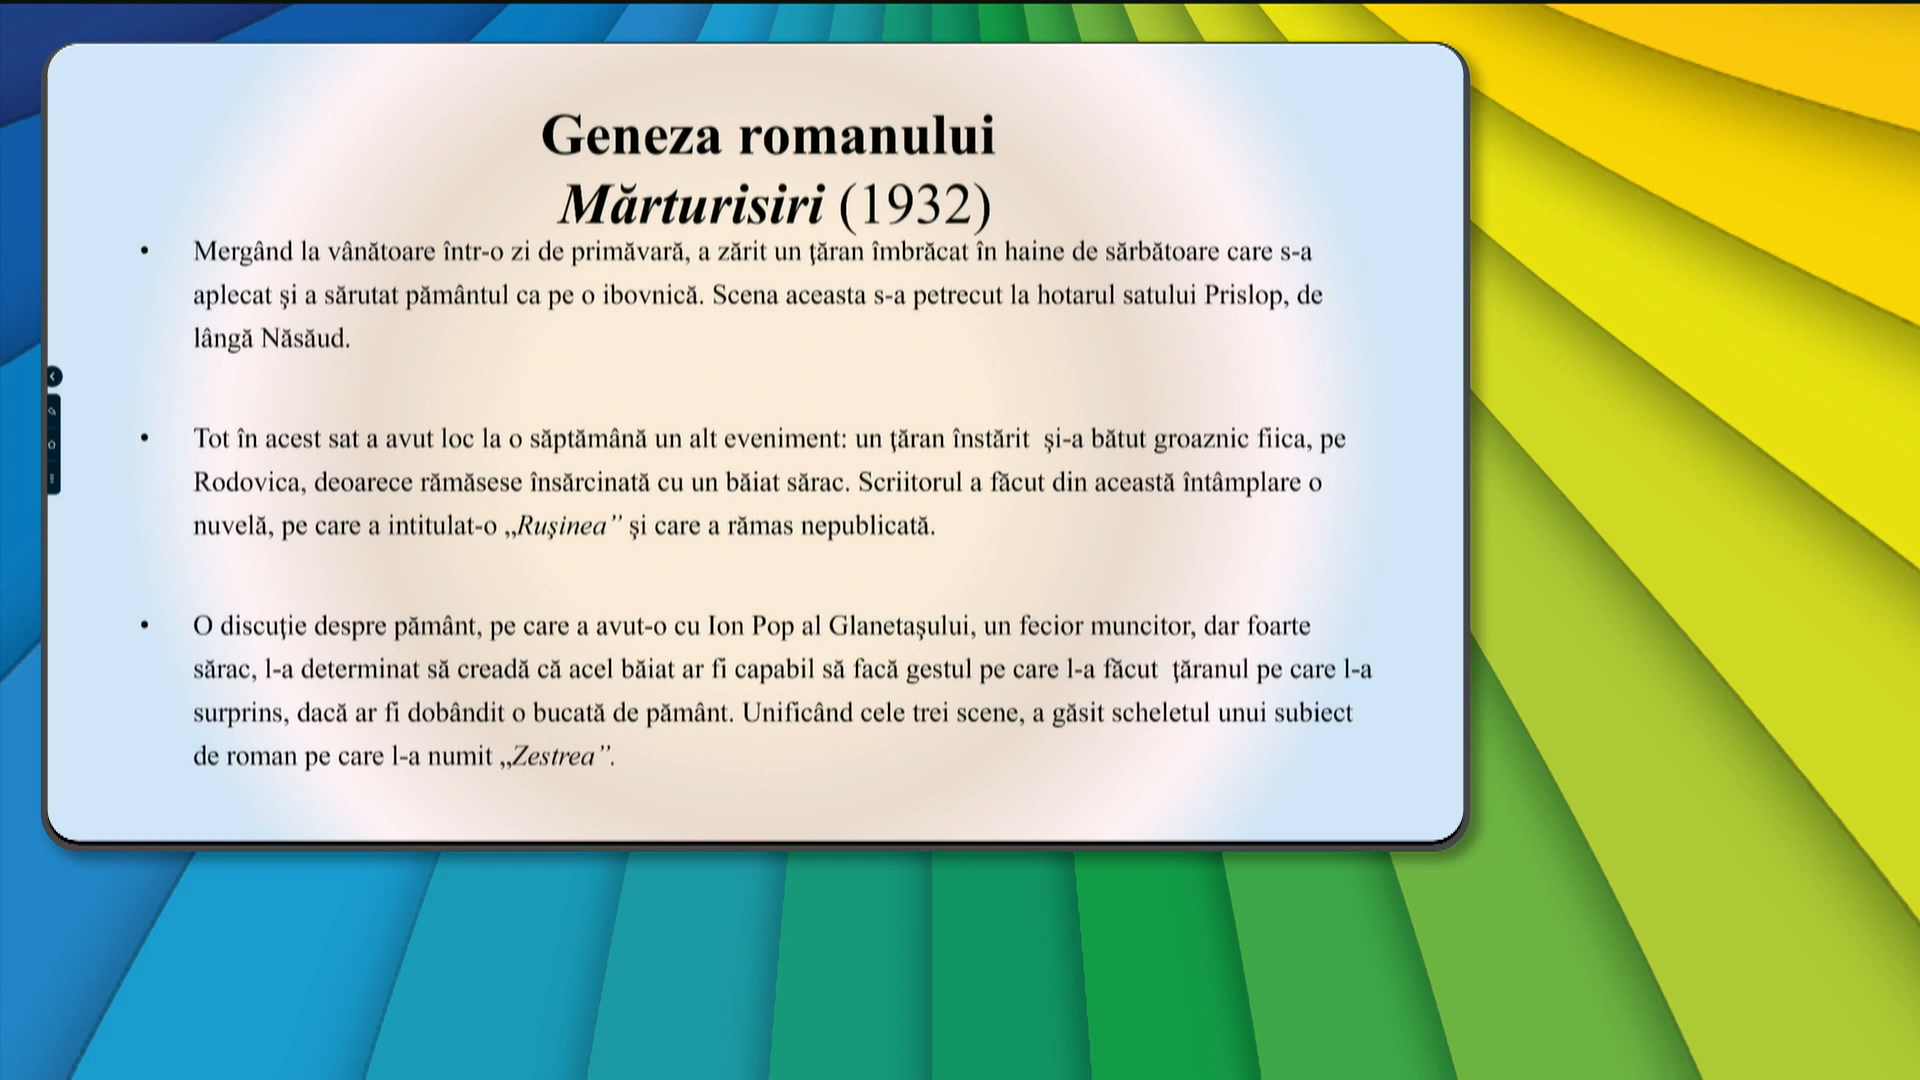 Geneza romanului
Mărturisiri (1932)
• Mergând la vânătoare într-o zi de primăvară, a zărit un ţăran îmbrăcat în haine de sărbătoare care s-a
aplecat şi a sărutat pământul ca pe o ibovnică. Scena aceasta s-a petrecut la hotarul satului Prislop, de
lângă Năsăud.
• Tot în acest sat a avut loc la o săptămână un alt eveniment: un ţăran înstărit şi-a bătut groaznic fiica, pe
Rodovica, deoarece rămăsese însărcinată cu un băiat sărac. Scriitorul a făcut din această întâmplare o
nuvelă, pe care a intitulat-o „Ruşinea” şi care a rămas nepublicată.
• O discuţie despre pământ, pe care a avut-o cu Ion Pop al Glanetaşului, un fecior muncitor, dar foarte
sărac, l-a determinat să creadă că acel băiat ar fi capabil să facă gestul pe care l-a făcut ţăranul pe care l-a
surprins, dacă ar fi dobândit o bucată de pământ. Unificând cele trei scene, a găsit scheletul unui subiect
de roman pe care l-a numit „Zestrea”.